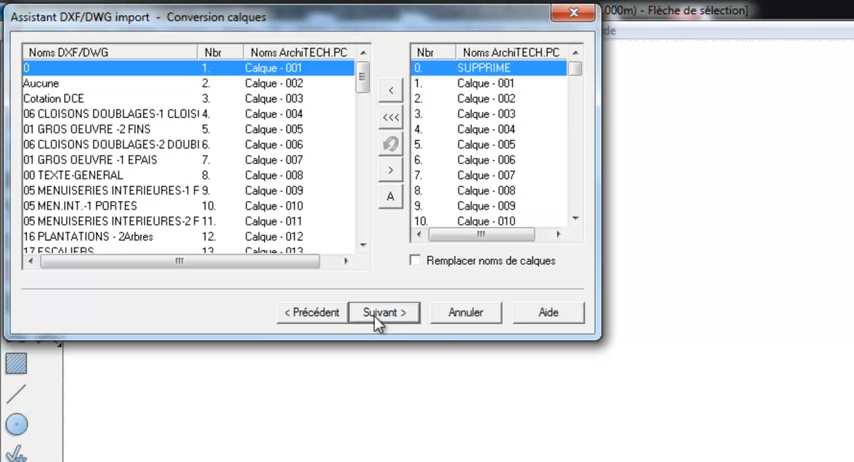 Assistant DXF/DWG import - Conversion calques
.000m) - Flèche de sélection]
de
Noms DXF/DWG Nbr Noms ArchiTECH.PC
0 1. Calque - 001
Aucune 2. Calque - 002
Cotation DCE 3. Calque - 003
06 CLOISONS DOUBLAGES-1 CLOIS 4. Calque - 004
01 GROS OEUVRE -2 FINS 5. Calque - 005
06 CLOISONS DOUBLAGES-2 DOUBI 6. Calque - 006
01 GROS OEUVRE -1 EPAIS 7. Calque - 007
00 TEXTE-GENERAL 8. Calque - 008
05 MENUISERIES INTERIEURES-1 F 9. Calque - 009
05 MEN.INT.-1 PORTES 10. Calque - 010
05 MENUISERIES INTERIEURES-2 F 11. Calque - 011
16 PLANTATIONS - 2Arbres 12. Calque - 012
17 ESCALIERS 13. Calque - 013
<
<<<
>
A
Nbr Noms ArchiTECH.PC
0. SUPPRIME
1. Calque - 001
2. Calque - 002
3. Calque - 003
4. Calque - 004
5. Calque - 005
6. Calque - 006
7. Calque - 007
8. Calque - 008
9. Calque - 009
10. Calque - 010
Remplacer noms de calques
< Précédent Suivant > Annuler Aide